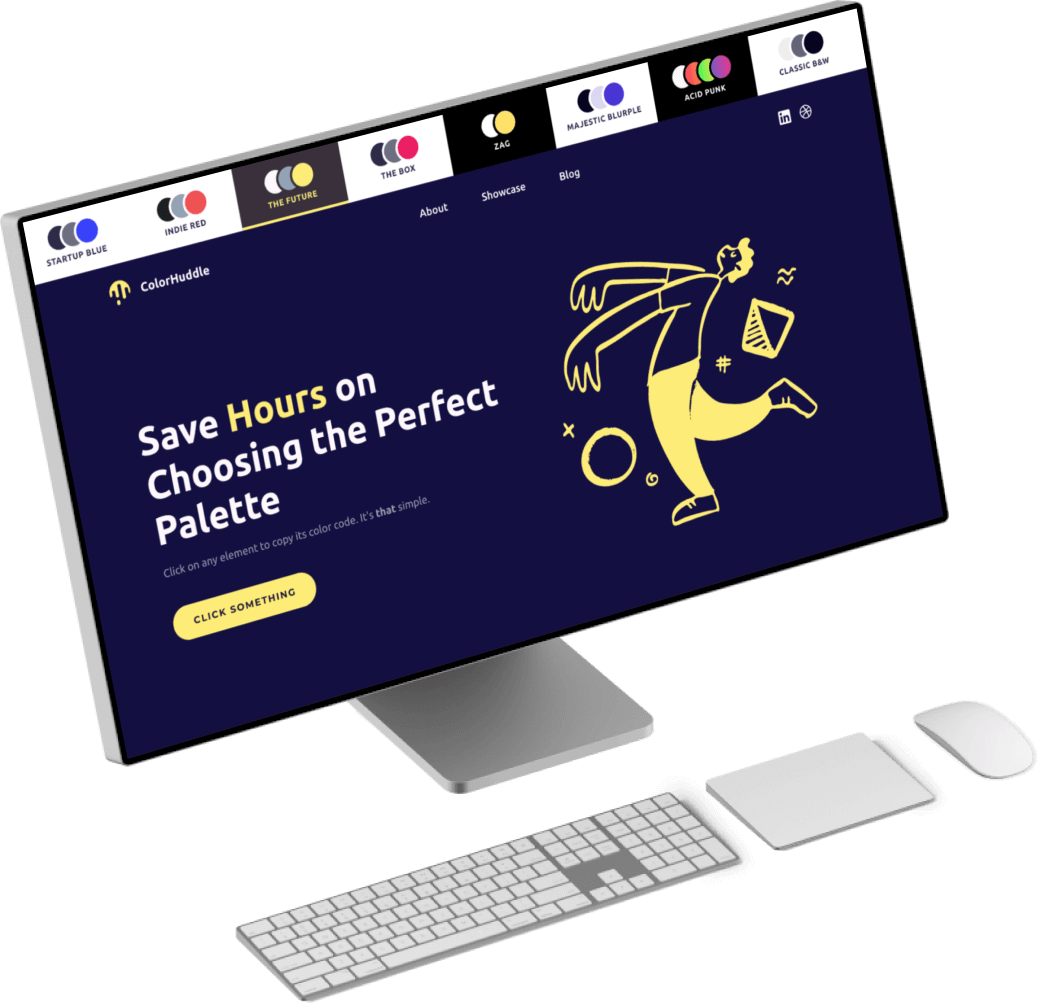 STARTUP BLUE
INDIE RED
THE FUTURE
THE BOX
ZAG
MAJESTIC BLURPLE
ACID PUNK
CLASSIC B&W
ColorHuddle
About
Showcase
Blog
in
Save Hours on
Choosing the Perfect
Palette
Click on any element to copy its color code. It's that simple.
CLICK SOMETHING